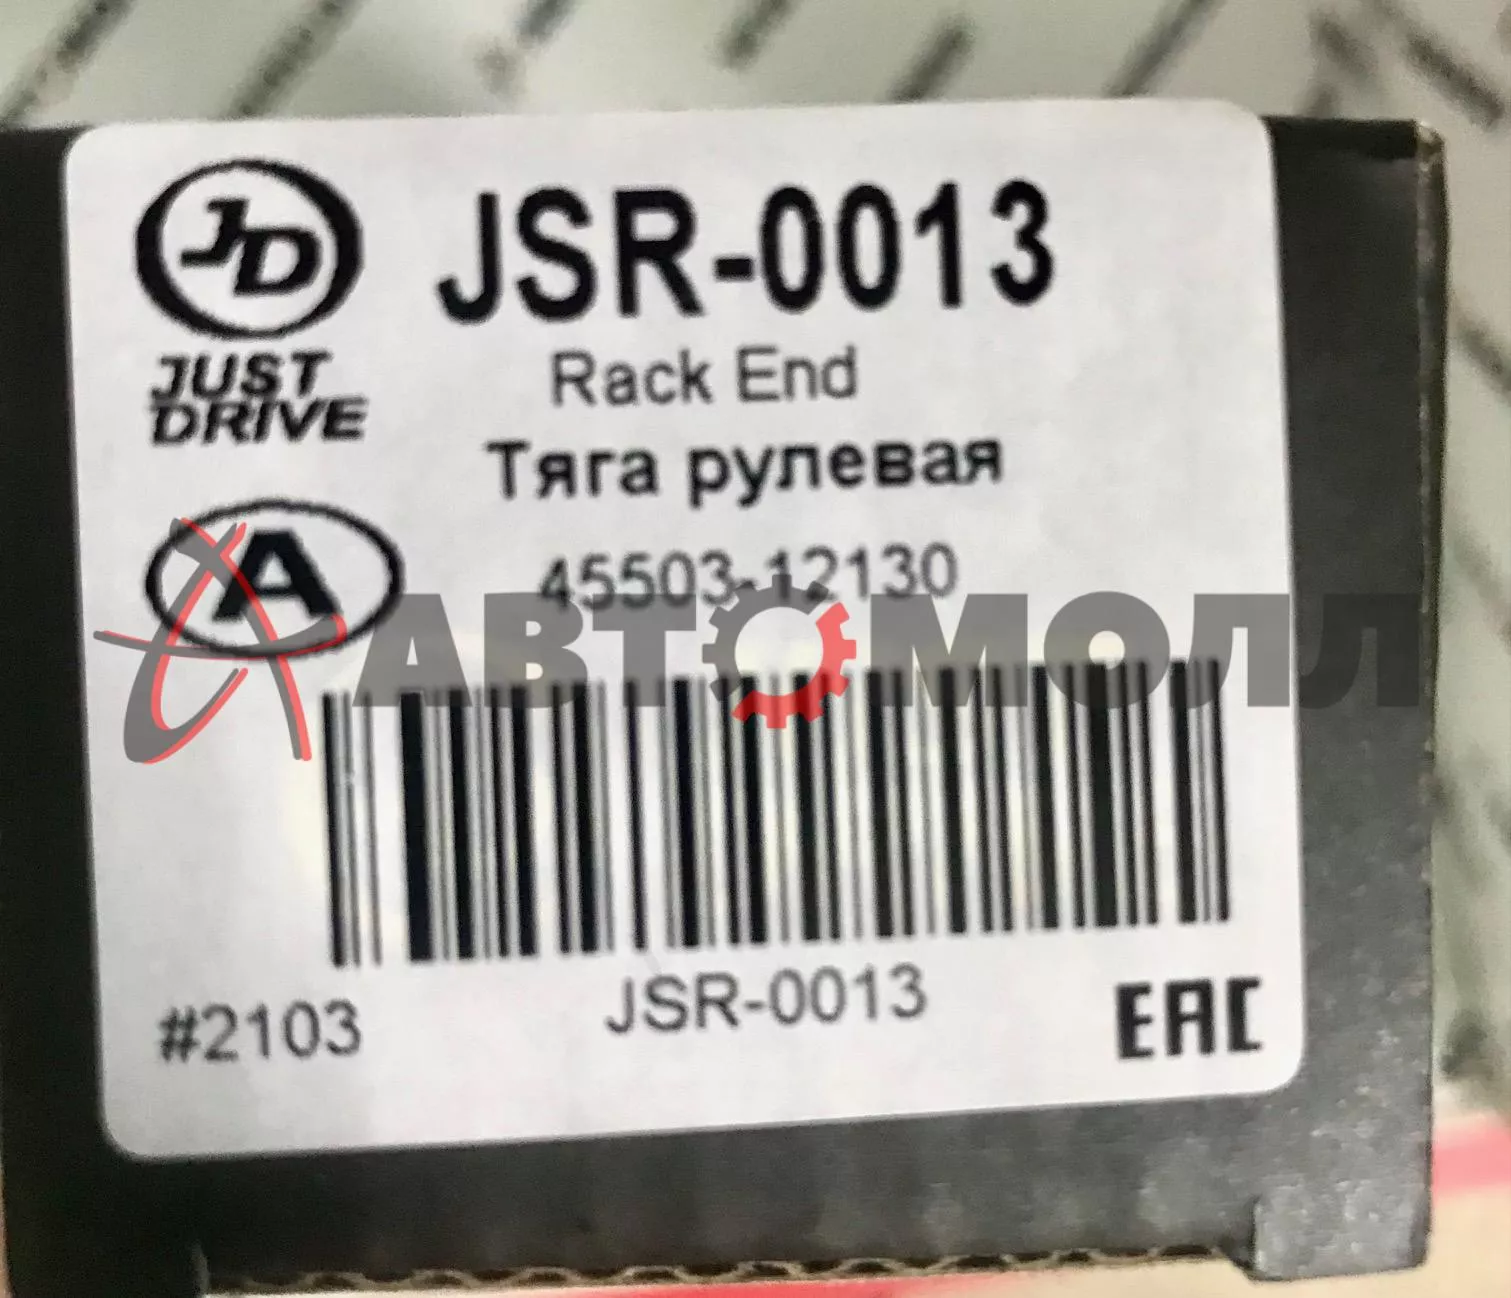 JD
JUST
DRIVE
JSR-0013
Rack End
Тяга рулевая
A
45503-12130
АВТОМОЛЛ
JSR-0013
#2103
EAC